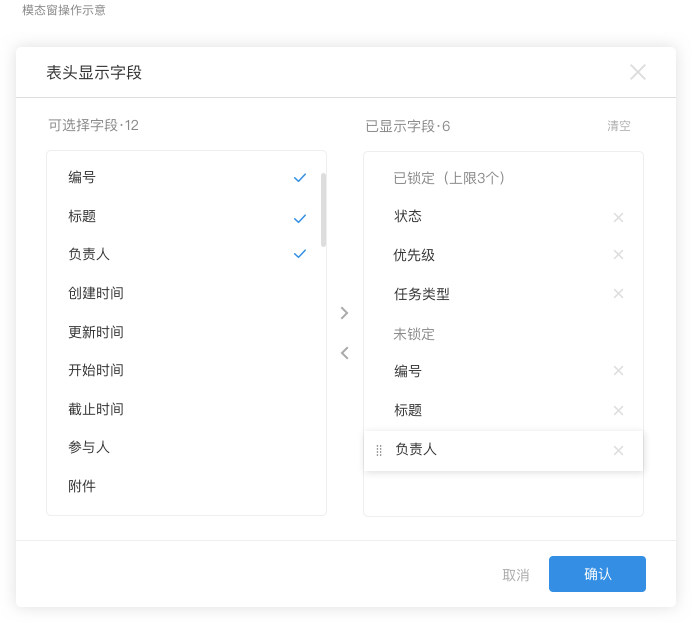 模态窗操作示意
表头显示字段
可选择字段·12
编号
标题
负责人
创建时间
更新时间
开始时间
截止时间
参与人
附件
已显示字段·6
清空
已锁定（上限3个）
状态
优先级
任务类型
未锁定
编号
标题
负责人
取消
确认